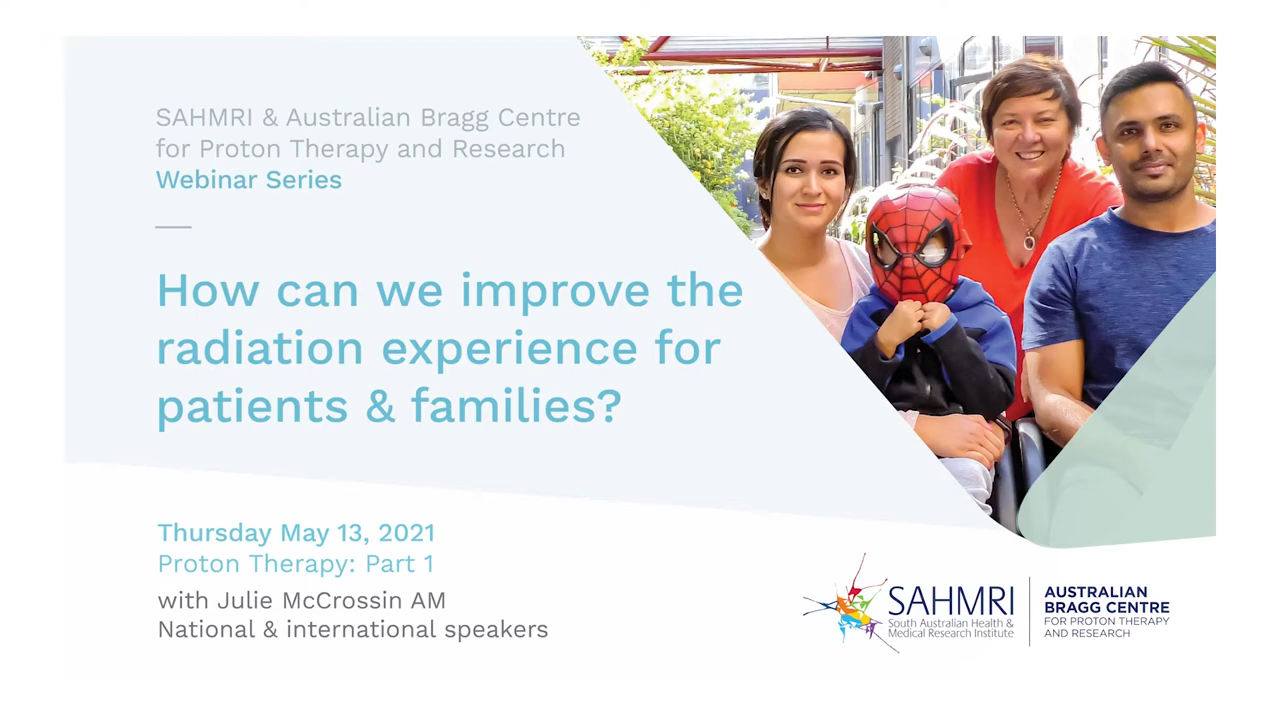 SAHMRI & Australian Bragg Centre
for Proton Therapy and Research
Webinar Series
How can we improve the
radiation experience for
patients & families?
Thursday May 13, 2021
Proton Therapy: Part 1
with Julie McCrossin AM
National & international speakers
SAHMRI
South Australian Health &
Medical Research Institute
AUSTRALIAN
BRAGG CENTRE
FOR PROTON THERAPY
AND RESEARCH